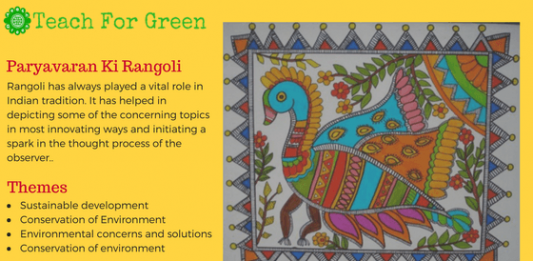 Teach For Green
Paryavaran Ki Rangoli
Rangoli has always played a vital role in
Indian tradition. It has helped in
depicting some of the concerning topics
in most innovating ways and initiating a
spark in the thought process of the
observer..
Themes
• Sustainable development
• Conservation of Environment
• Environmental concerns and solutions
• Conservation of environment